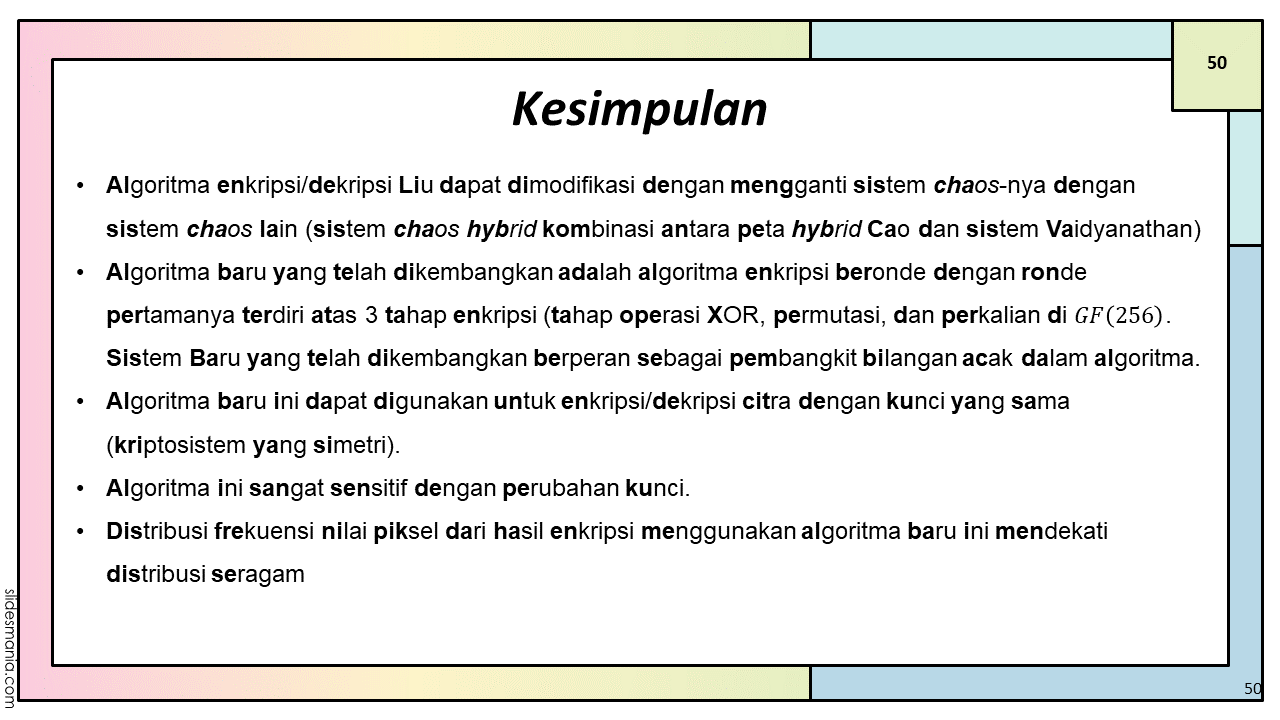 50
Kesimpulan
• Algoritma enkripsi/dekripsi Liu dapat dimodifikasi dengan mengganti sistem chaos-nya dengan
sistem chaos lain (sistem chaos hybrid kombinasi antara peta hybrid Cao dan sistem Vaidyanathan)
• Algoritma baru yang telah dikembangkan adalah algoritma enkripsi beronde dengan ronde
pertamanya terdiri atas 3 tahap enkripsi (tahap operasi XOR, permutasi, dan perkalian di GF(256).
Sistem Baru yang telah dikembangkan berperan sebagai pembangkit bilangan acak dalam algoritma.
• Algoritma baru ini dapat digunakan untuk enkripsi/dekripsi citra dengan kunci yang sama
(kriptosistem yang simetri).
• Algoritma ini sangat sensitif dengan perubahan kunci.
• Distribusi frekuensi nilai piksel dari hasil enkripsi menggunakan algoritma baru ini mendekati
distribusi seragam
slidesmania.com
50